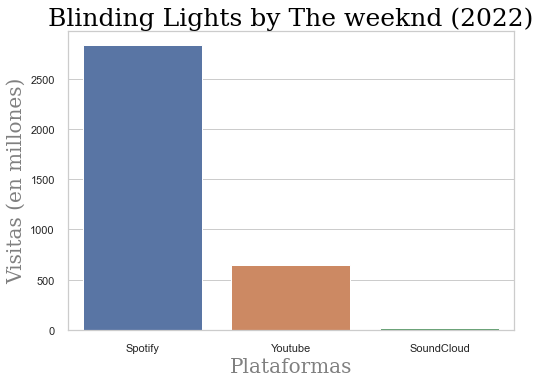 Blinding Lights by The weeknd (2022)
Visitas (en millones)
2500
2000
1500
1000
500
0
Spotify
Youtube
SoundCloud
Plataformas